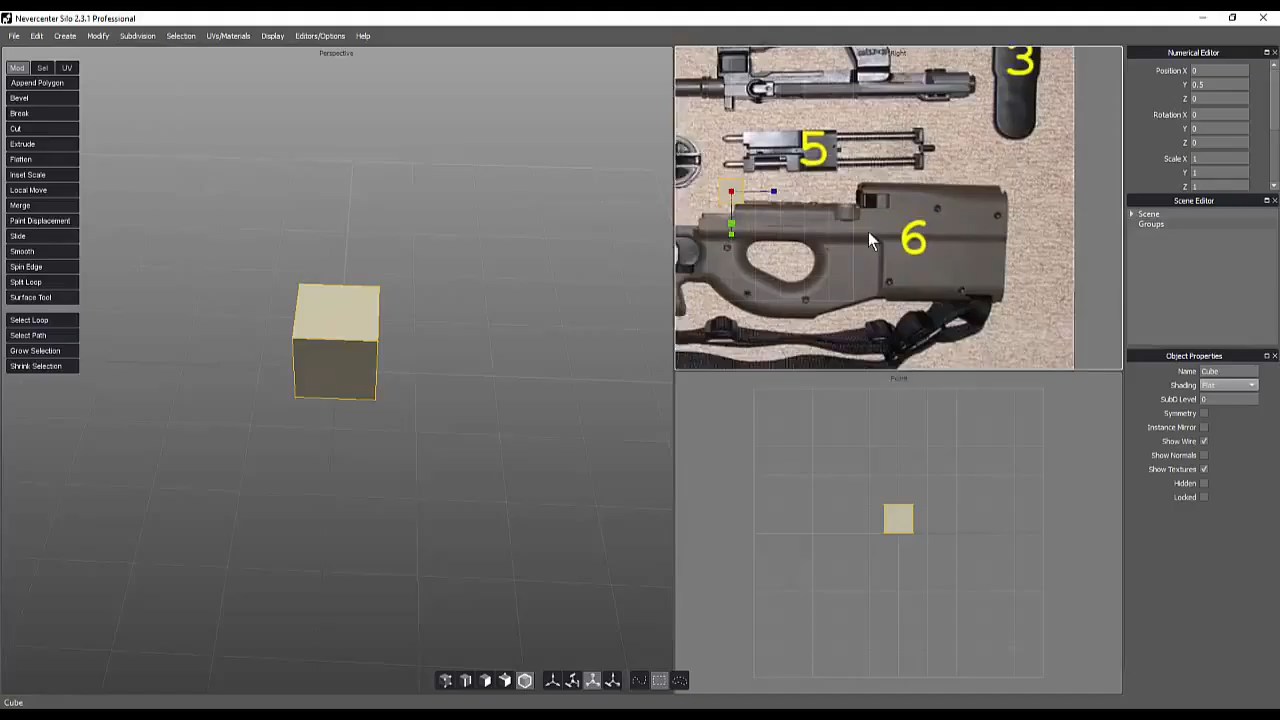 Nevercenter Silo 2.3.1 Professional
File Edit Create Modify Subdivision Selection UVs/Materials Display Editors/Options Help
Perspective
Mod Sel UV
Append Polygon
Bevel
Break
Cut
Extrude
Flatten
Inset Scale
Local Move
Merge
Paint Displacement
Slide
Smooth
Spin Edge
Split Loop
Surface Tool
Select Loop
Select Path
Grow Selection
Shrink Selection
Right
3
5
6
Front
Numerical Editor
Position X 0
Y 0.5
Z 0
Rotation X 0
Y 0
Z 0
Scale X 1
Y 1
Z 1
Scene Editor
Scene
Groups
Object Properties
Name Cube
Shading Flat
SubD Level 0
Symmetry
Instance Mirror
Show Wire
Show Normals
Show Textures
Hidden
Locked
Cube